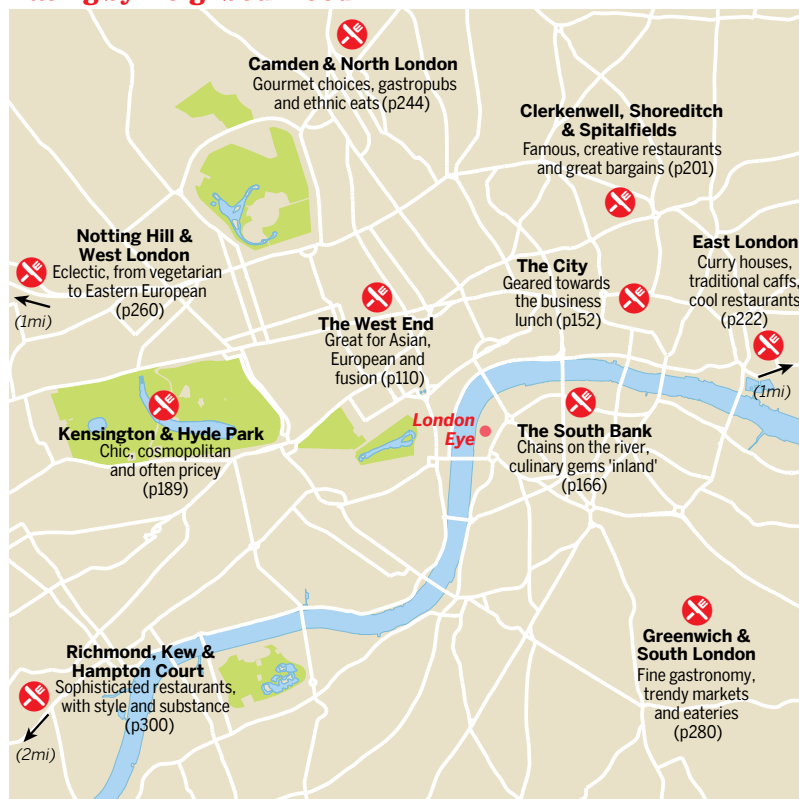 Camden & North London
Gourmet choices, gastropubs
and ethnic eats (p244)
Clerkenwell, Shoreditch
& Spitalfields
Famous, creative restaurants
and great bargains (p201)
Notting Hill &
West London
Eclectic, from vegetarian
to Eastern European
(p260)
(1mi)
The West End
Great for Asian,
European and
fusion (p110)
The City
Geared towards
the business
lunch (p152)
East London
Curry houses,
traditional caffs,
cool restaurants
(p222)
(1mi)
Kensington & Hyde Park
Chic, cosmopolitan
and often pricey
(p189)
London
Eye
The South Bank
Chains on the river,
culinary gems 'inland'
(p166)
Richmond, Kew &
Hampton Court
Sophisticated restaurants,
with style and substance
(p300)
(2mi)
Greenwich &
South London
Fine gastronomy,
trendy markets
and eateries
(p280)